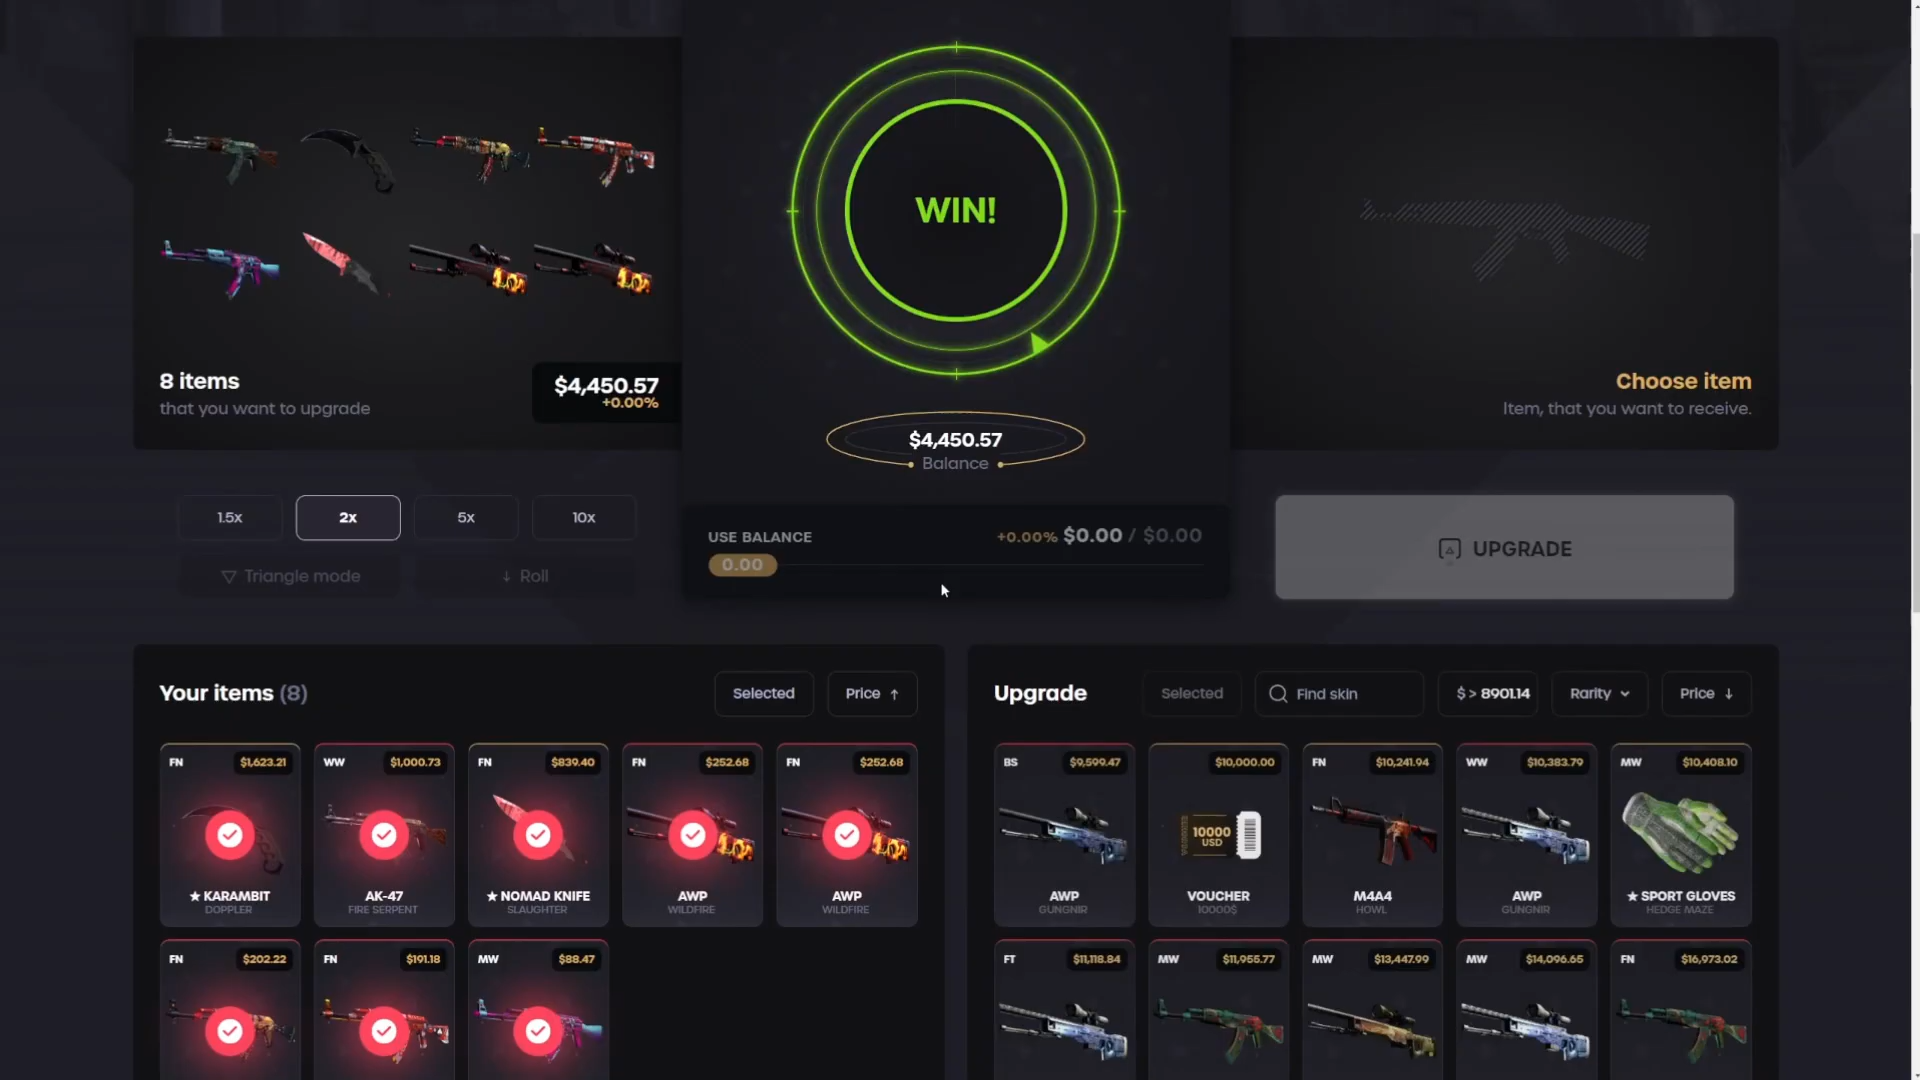 WIN!
8 items
that you want to upgrade
$4,450.57
+0.00%
$4,450.57
Balance
Choose item
Item, that you want to receive.
1.5x
2x
5x
10x
Triangle mode
Roll
USE BALANCE
+0.00% $0.00 / $0.00
0.00
UPGRADE
Your items (8)
Selected
Price ↑
Upgrade
Selected
Find skin
$ > 8901.14
Rarity
Price ↓
FN $1,623.21
★ KARAMBIT
DOPPLER
WW $1,000.73
AK-47
FIRE SERPENT
FN $839.40
★ NOMAD KNIFE
SLAUGHTER
FN $252.68
AWP
WILDFIRE
FN $252.68
AWP
WILDFIRE
BS $9,599.47
AWP
GUNGNIR
$10,000.00
10000
USD
VOUCHER
10000$
FN $10,241.94
M4A4
HOWL
WW $10,383.79
AWP
GUNGNIR
MW $10,408.10
★ SPORT GLOVES
HEDGE MAZE
FN $202.22
FN $191.18
MW $88.47
FT $11,118.84
MW $11,955.77
MW $13,447.99
MW $14,096.65
FN $16,973.02